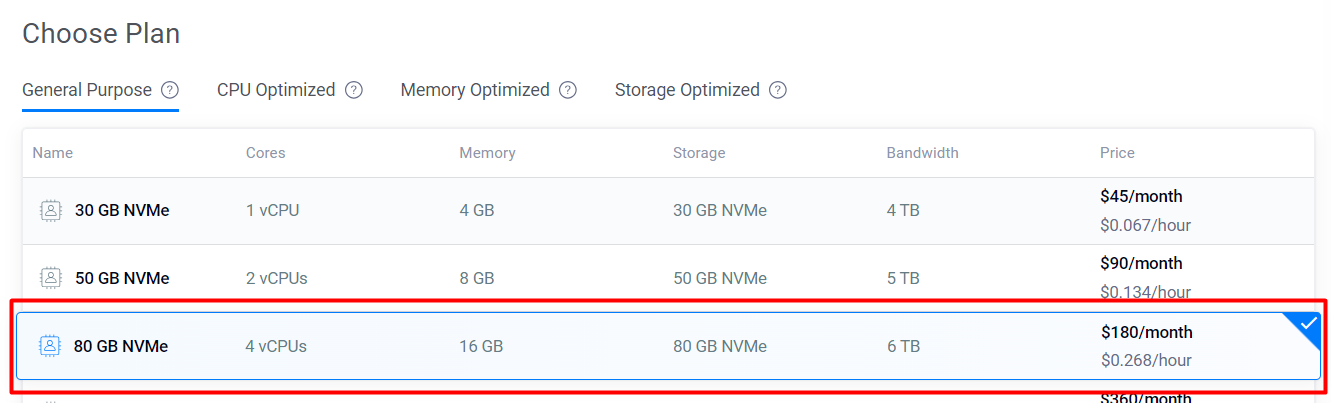 Choose Plan
General Purpose ? CPU Optimized ? Memory Optimized ? Storage Optimized ?
Name Cores Memory Storage Bandwidth Price
30 GB NVMe 1 vCPU 4 GB 30 GB NVMe 4 TB $45/month
$0.067/hour
50 GB NVMe 2 vCPUs 8 GB 50 GB NVMe 5 TB $90/month
$0.134/hour
80 GB NVMe 4 vCPUs 16 GB 80 GB NVMe 6 TB $180/month
$0.268/hour
$360/month